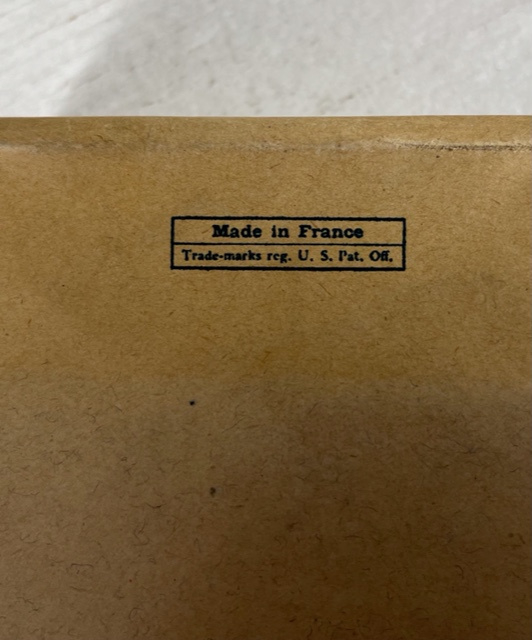 Made in France
Trade-marks reg. U. S. Pat. Off.